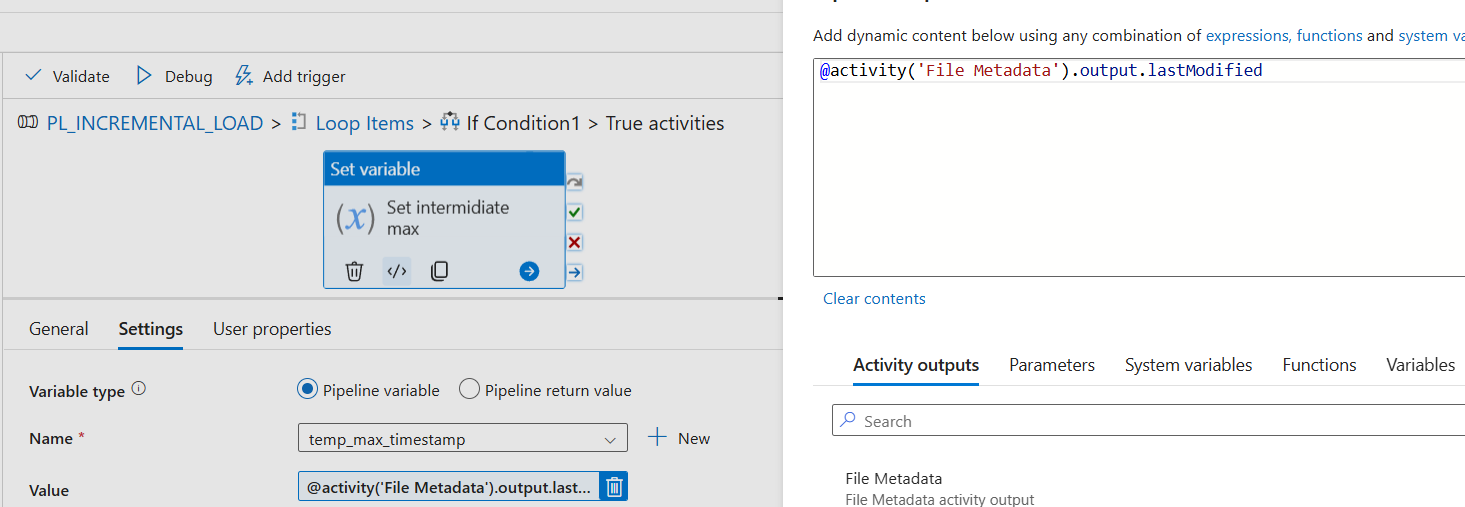 Validate Debug Add trigger
PL_INCREMENTAL_LOAD > Loop Items > If Condition1 > True activities
Set variable
(x) Set intermidiate
max
</>
General Settings User properties
Variable type
Pipeline variable Pipeline return value
Name *
temp_max_timestamp
+ New
Value
@activity('File Metadata').output.last...
Add dynamic content below using any combination of expressions, functions and system va
@activity('File Metadata').output.lastModified
Clear contents
Activity outputs Parameters System variables Functions Variables
Search
File Metadata
File Metadata activity output